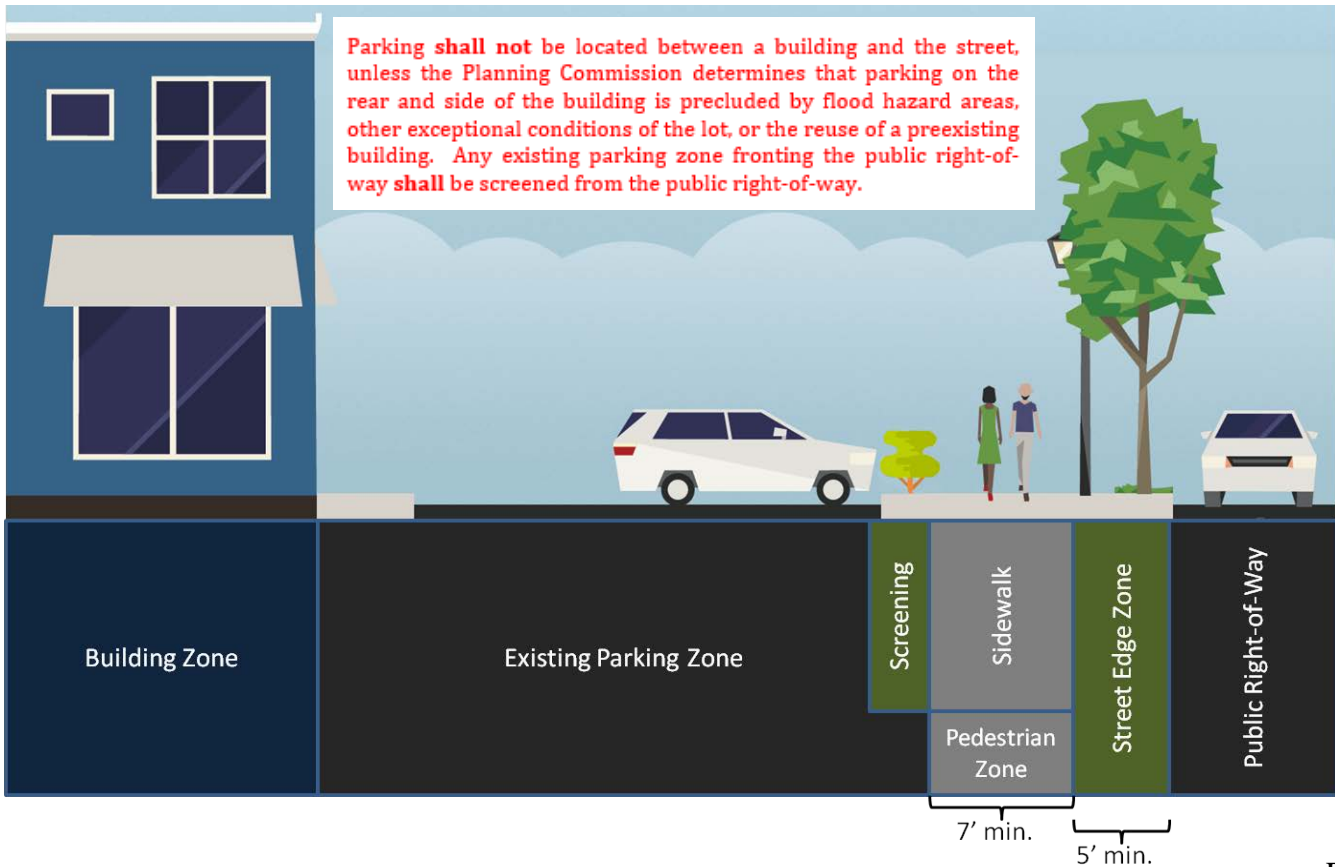 Parking shall not be located between a building and the street,
unless the Planning Commission determines that parking on the
rear and side of the building is precluded by flood hazard areas,
other exceptional conditions of the lot, or the reuse of a preexisting
building. Any existing parking zone fronting the public right-of-
way shall be screened from the public right-of-way.
Building Zone
Existing Parking Zone
Screening
Sidewalk
Pedestrian
Zone
Street Edge Zone
Public Right-of-Way
7’ min.
5’ min.